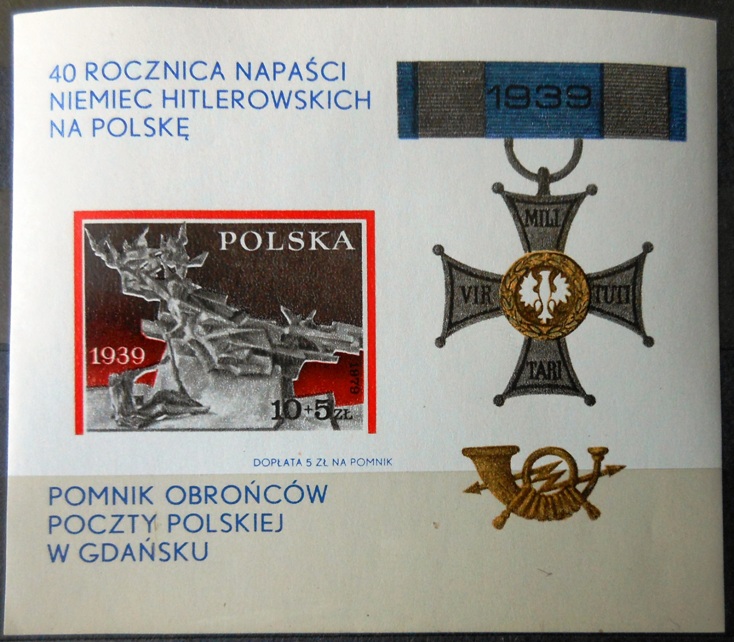 40 ROCZNICA NAPAŚCI
NIEMIEC HITLEROWSKICH
NA POLSKĘ
1939
MILI
VIR TUTI
TARI
POLSKA
1939
1979
10+5 ZŁ
DOPŁATA 5 ZŁ NA POMNIK
POMNIK OBROŃCÓW
POCZTY POLSKIEJ
W GDAŃSKU